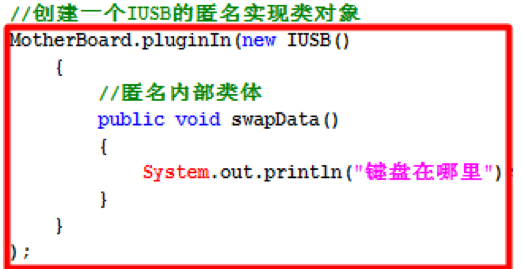 //创建一个IUSB的匿名实现类对象
MotherBoard.pluginIn(new IUSB()
{
//匿名内部类体
public void swapData()
{
System.out.println("键盘在哪里");
}
}
);